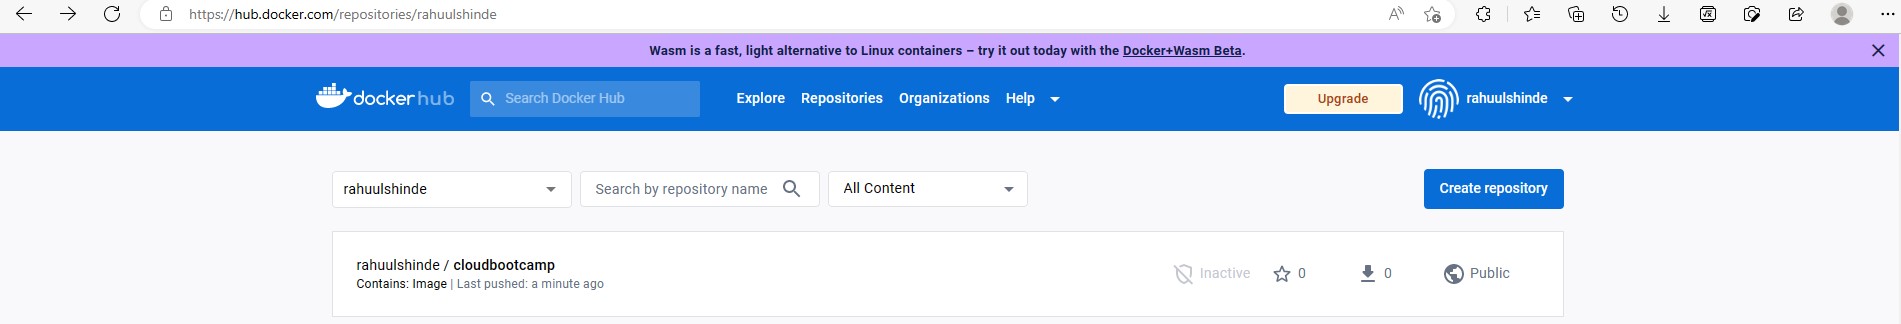 https://hub.docker.com/repositories/rahuulshinde
Wasm is a fast, light alternative to Linux containers – try it out today with the Docker+Wasm Beta.
dockerhub Search Docker Hub Explore Repositories Organizations Help Upgrade rahuulshinde
rahuulshinde Search by repository name All Content Create repository
rahuulshinde / cloudbootcamp Inactive 0 0 Public
Contains: Image | Last pushed: a minute ago